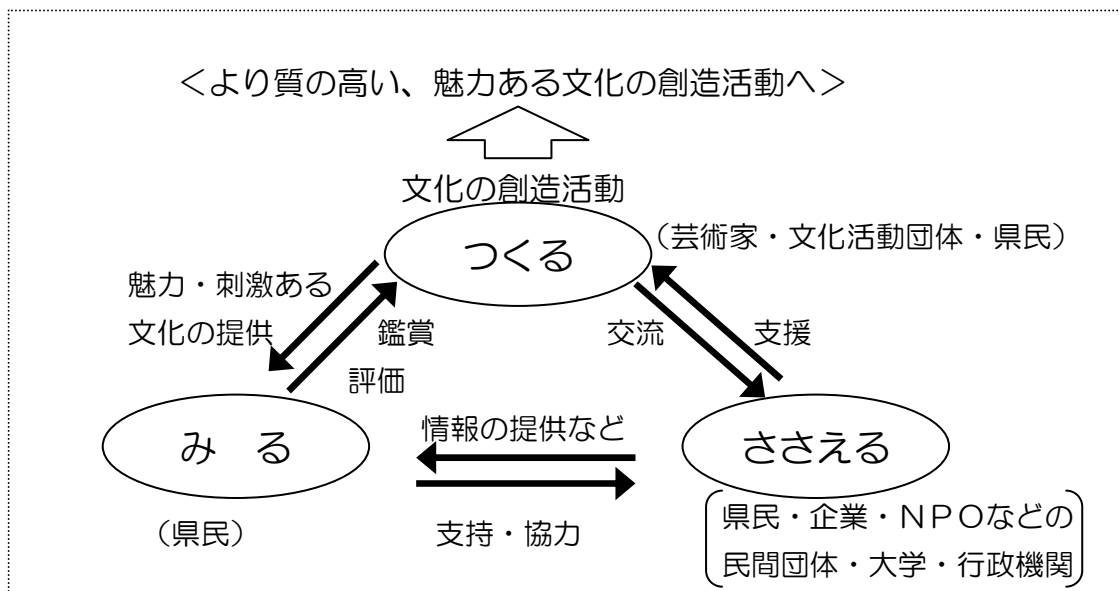 ＜より質の高い、魅力ある文化の創造活動へ＞
文化の創造活動
つくる
（芸術家・文化活動団体・県民）
魅力・刺激ある
文化の提供
鑑賞
評価
交流
支援
み　る
（県民）
情報の提供など
支持・協力
ささえる
県民・企業・ＮＰＯなどの
民間団体・大学・行政機関